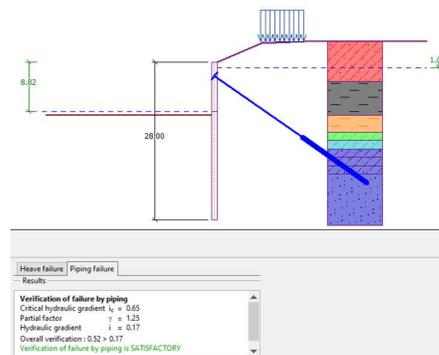 8.82
28.00
Heave failure Piping failure
Results
Verification of failure by piping
Critical hydraulic gradient ic = 0.65
Partial factor γ = 1.25
Hydraulic gradient i = 0.17
Overall verification : 0.52 > 0.17
Verification of failure by piping is SATISFACTORY